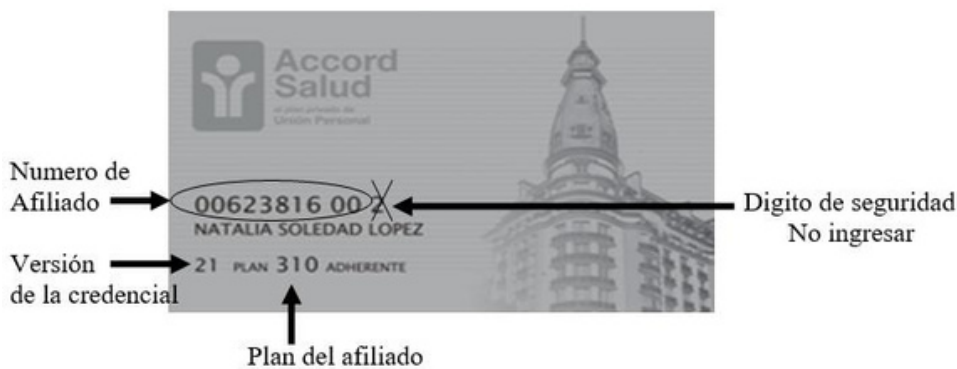 Accord
Salud
el plan privado de
Unión Personal
Numero de
Afiliado
00623816 00
NATALIA SOLEDAD LOPEZ
Digito de seguridad
No ingresar
Versión
de la credencial
21 PLAN 310 ADHERENTE
Plan del afiliado